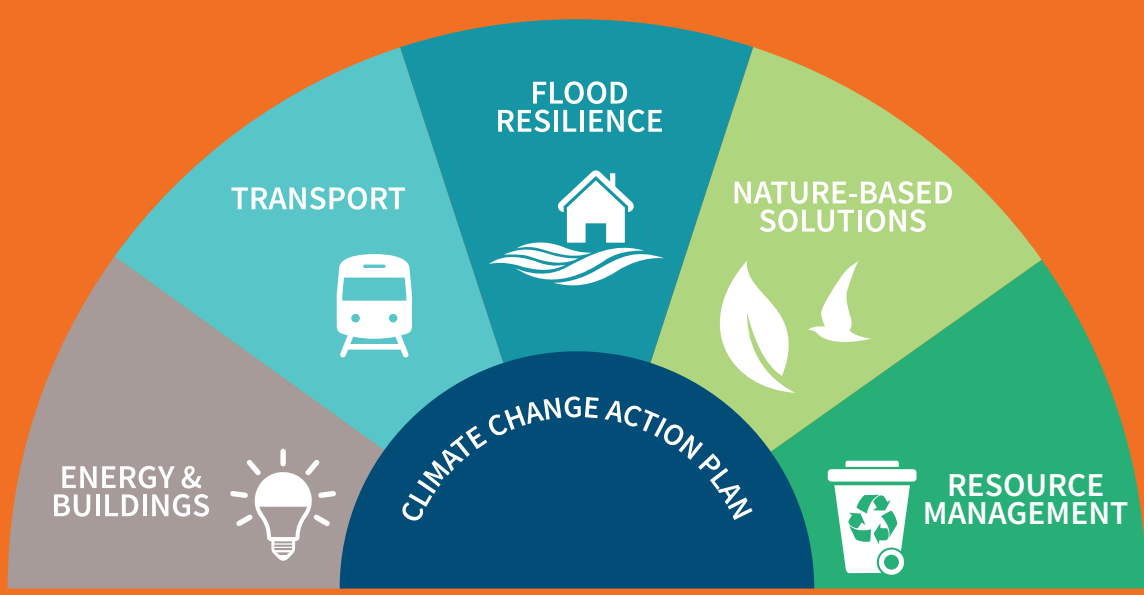 FLOOD
RESILIENCE
TRANSPORT
NATURE-BASED
SOLUTIONS
ENERGY &
BUILDINGS
CLIMATE CHANGE ACTION PLAN
RESOURCE
MANAGEMENT